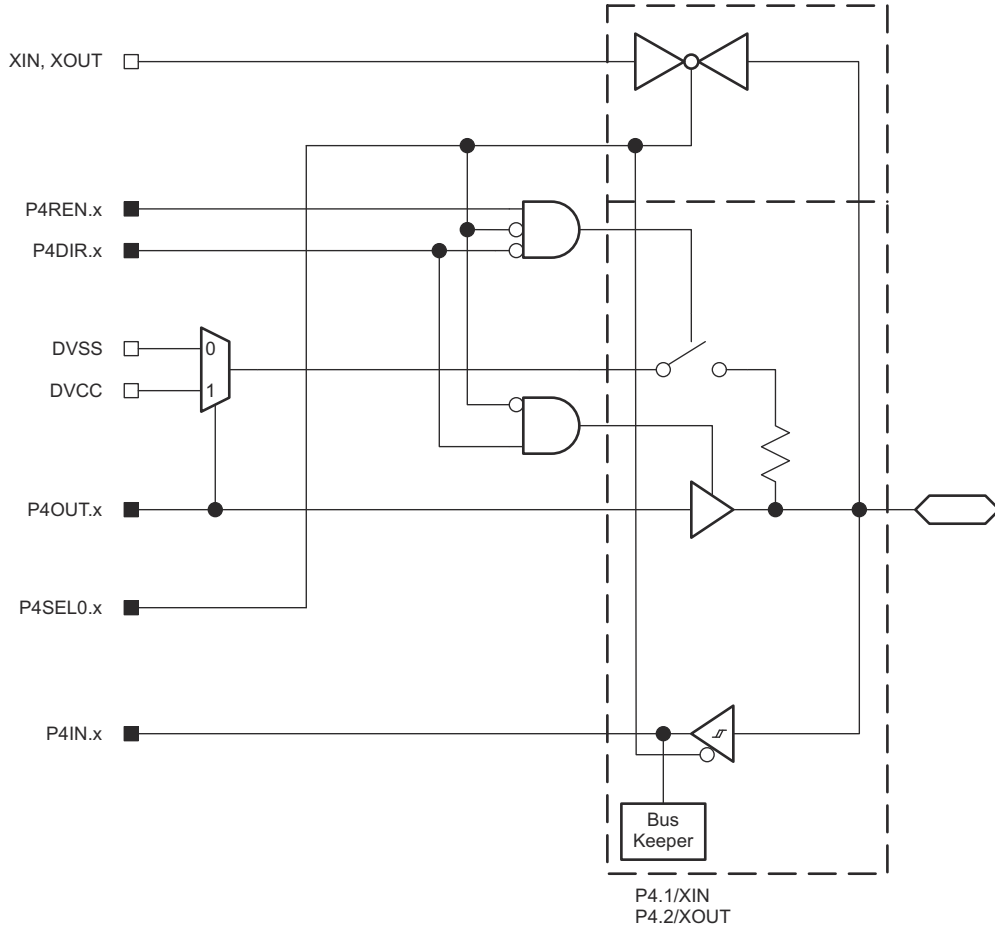 XIN, XOUT
P4REN.x
P4DIR.x
DVSS
0
DVCC
1
P4OUT.x
P4SEL0.x
P4IN.x
Bus
Keeper
P4.1/XIN
P4.2/XOUT